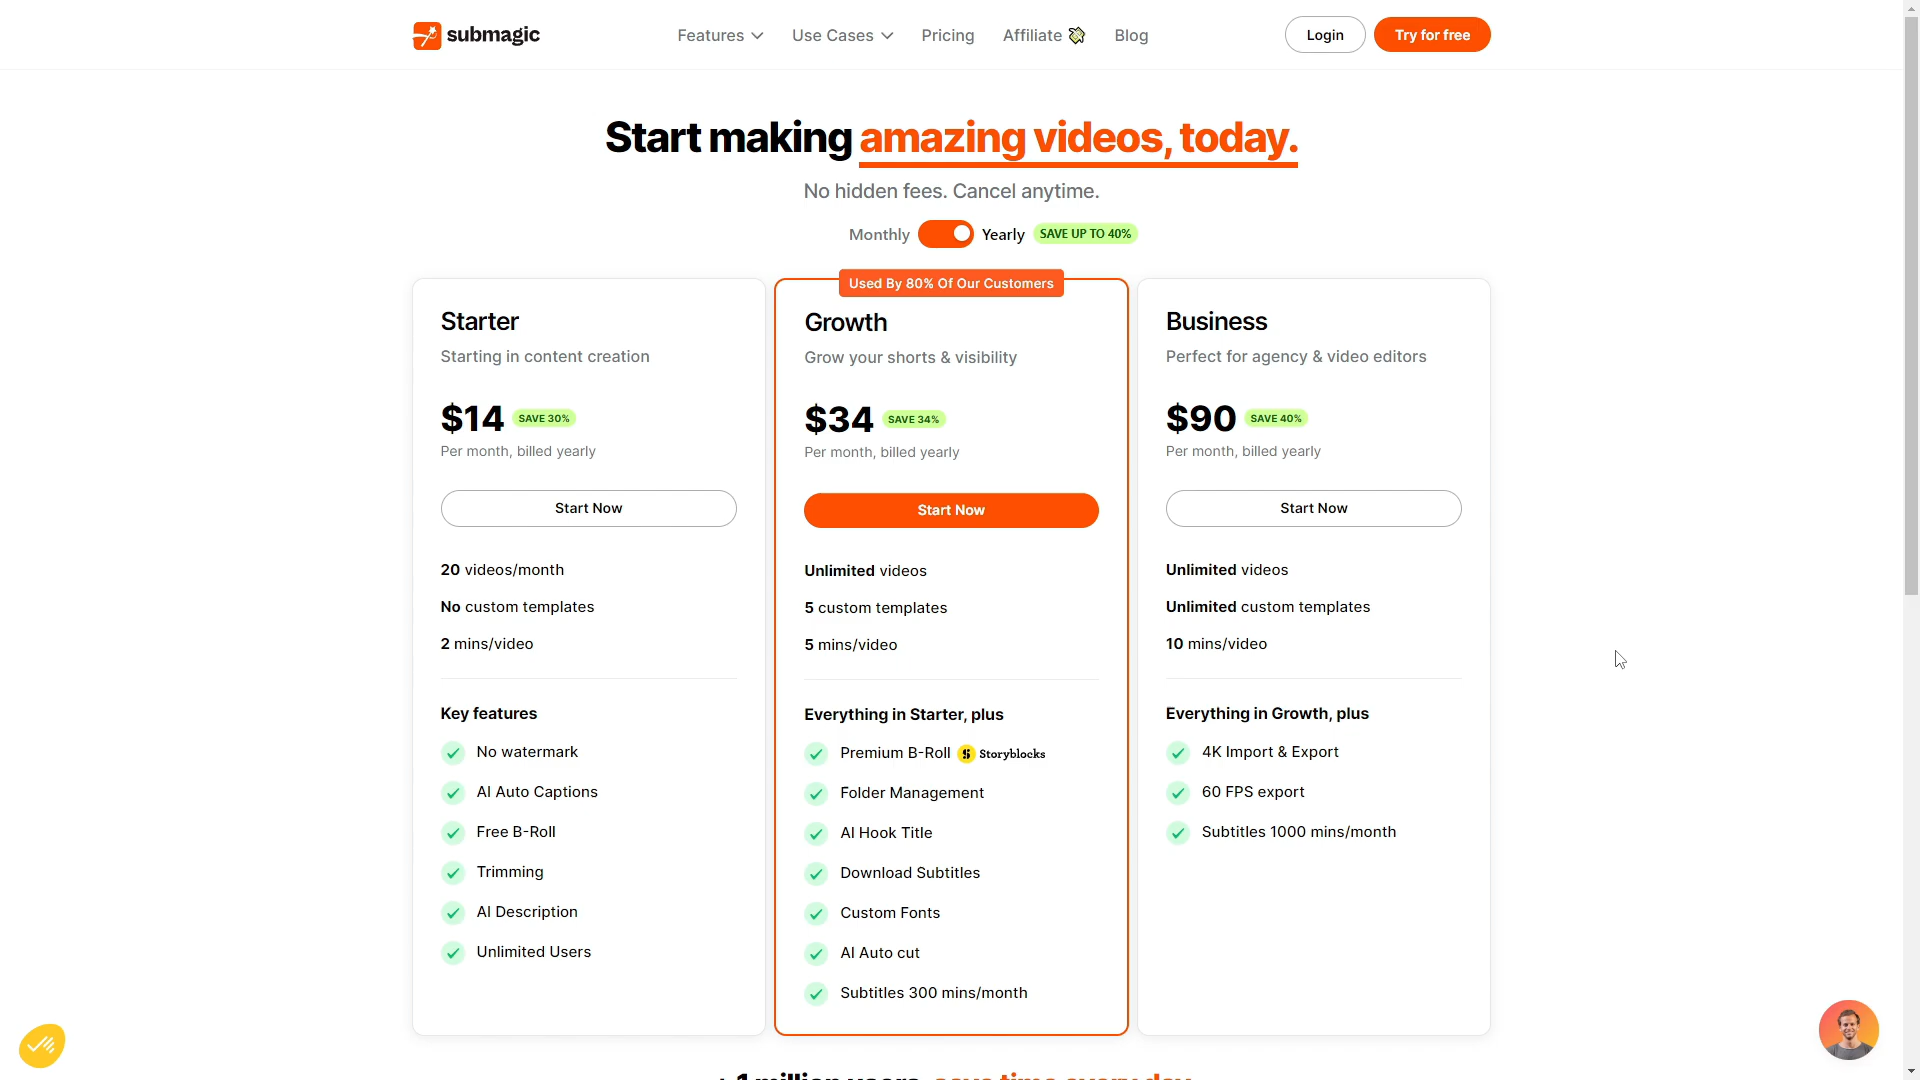 submagic
Features
Use Cases
Pricing
Affiliate
Blog
Login
Try for free
Start making amazing videos, today.
No hidden fees. Cancel anytime.
Monthly
Yearly
SAVE UP TO 40%
Used By 80% Of Our Customers
Starter
Starting in content creation
$14 SAVE 30%
Per month, billed yearly
Start Now
20 videos/month
No custom templates
2 mins/video
Key features
No watermark
AI Auto Captions
Free B-Roll
Trimming
AI Description
Unlimited Users
Growth
Grow your shorts & visibility
$34 SAVE 34%
Per month, billed yearly
Start Now
Unlimited videos
5 custom templates
5 mins/video
Everything in Starter, plus
Premium B-Roll Storyblocks
Folder Management
AI Hook Title
Download Subtitles
Custom Fonts
AI Auto cut
Subtitles 300 mins/month
Business
Perfect for agency & video editors
$90 SAVE 40%
Per month, billed yearly
Start Now
Unlimited videos
Unlimited custom templates
10 mins/video
Everything in Growth, plus
4K Import & Export
60 FPS export
Subtitles 1000 mins/month
+1 million users, save time every day